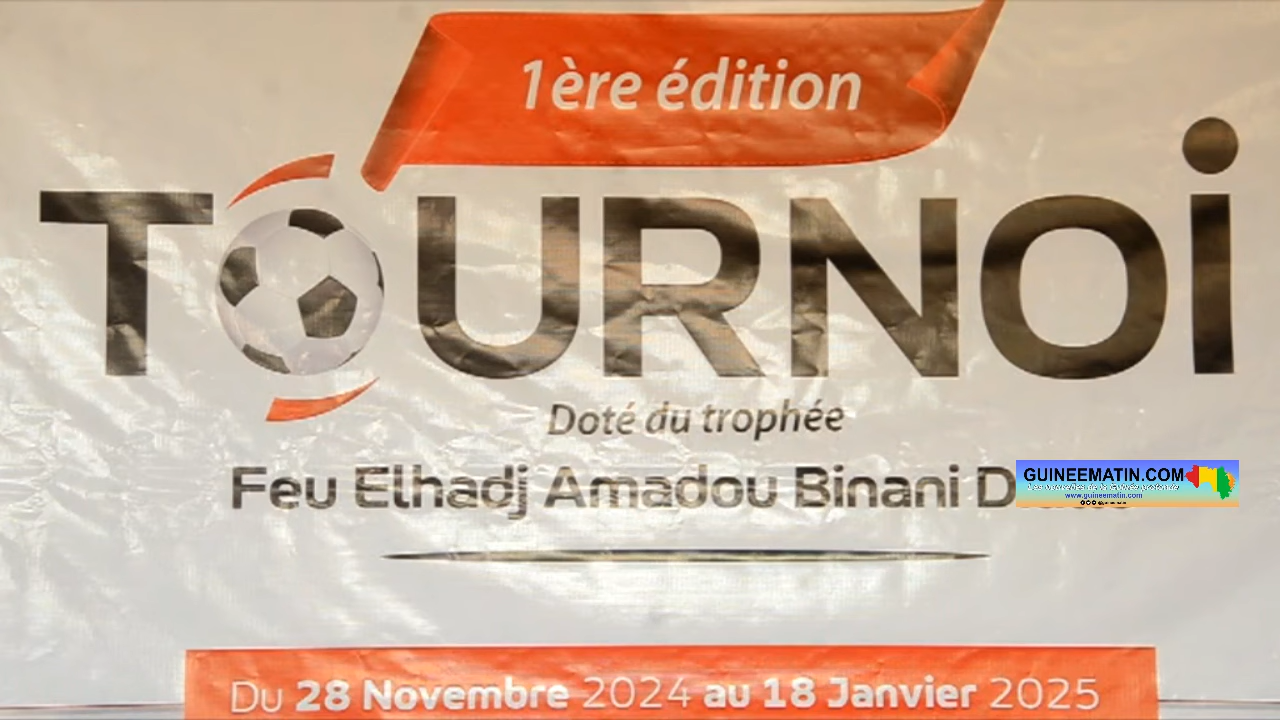 1ère édition
TOURNOi
Doté du trophée
Feu Elhadj Amadou Binani
GUINEEMATIN.COM
www.guineematin.com
Du 28 Novembre 2024 au 18 Janvier 2025